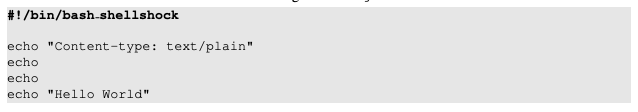 #!/bin/bash_shellshock
echo "Content-type: text/plain"
echo
echo
echo "Hello World"